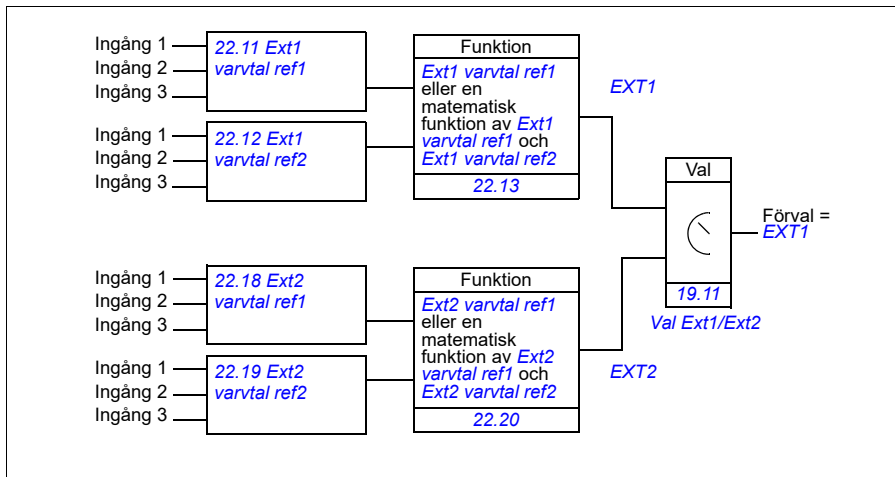 Ingång 1
Ingång 2
Ingång 3
22.11 Ext1
varvtal ref1
Ingång 1
Ingång 2
Ingång 3
22.12 Ext1
varvtal ref2
Funktion
Ext1 varvtal ref1
eller en
matematisk
funktion av Ext1
varvtal ref1 och
Ext1 varvtal ref2
22.13
EXT1
Ingång 1
Ingång 2
Ingång 3
22.18 Ext2
varvtal ref1
Ingång 1
Ingång 2
Ingång 3
22.19 Ext2
varvtal ref2
Funktion
Ext2 varvtal ref1
eller en
matematisk
funktion av Ext2
varvtal ref1 och
Ext2 varvtal ref2
22.20
EXT2
Val
19.11
Val Ext1/Ext2
Förval =
EXT1